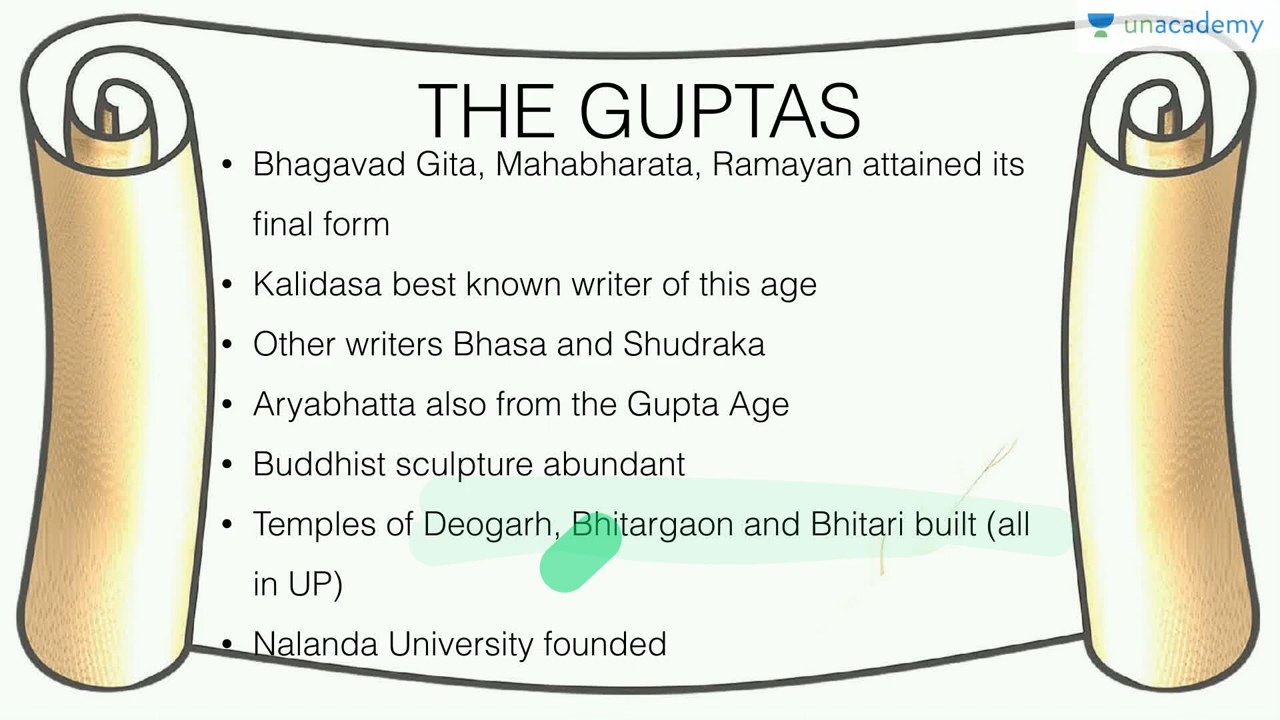 unacademy
THE GUPTAS
• Bhagavad Gita, Mahabharata, Ramayan attained its
final form
• Kalidasa best known writer of this age
• Other writers Bhasa and Shudraka
• Aryabhatta also from the Gupta Age
• Buddhist sculpture abundant
• Temples of Deogarh, Bhitargaon and Bhitari built (all
in UP)
• Nalanda University founded